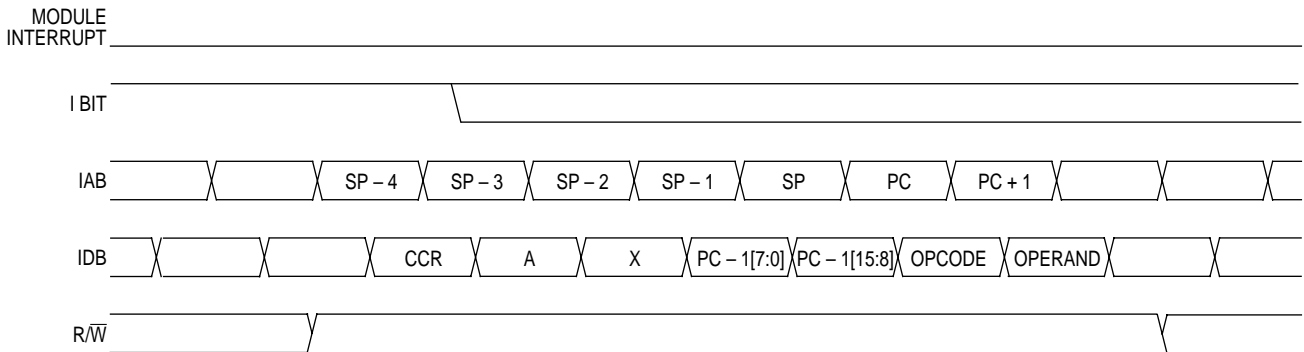 MODULE
INTERRUPT
I BIT
IAB SP – 4 SP – 3 SP – 2 SP – 1 SP PC PC + 1
IDB CCR A X PC – 1[7:0] PC – 1[15:8] OPCODE OPERAND
R/W̅